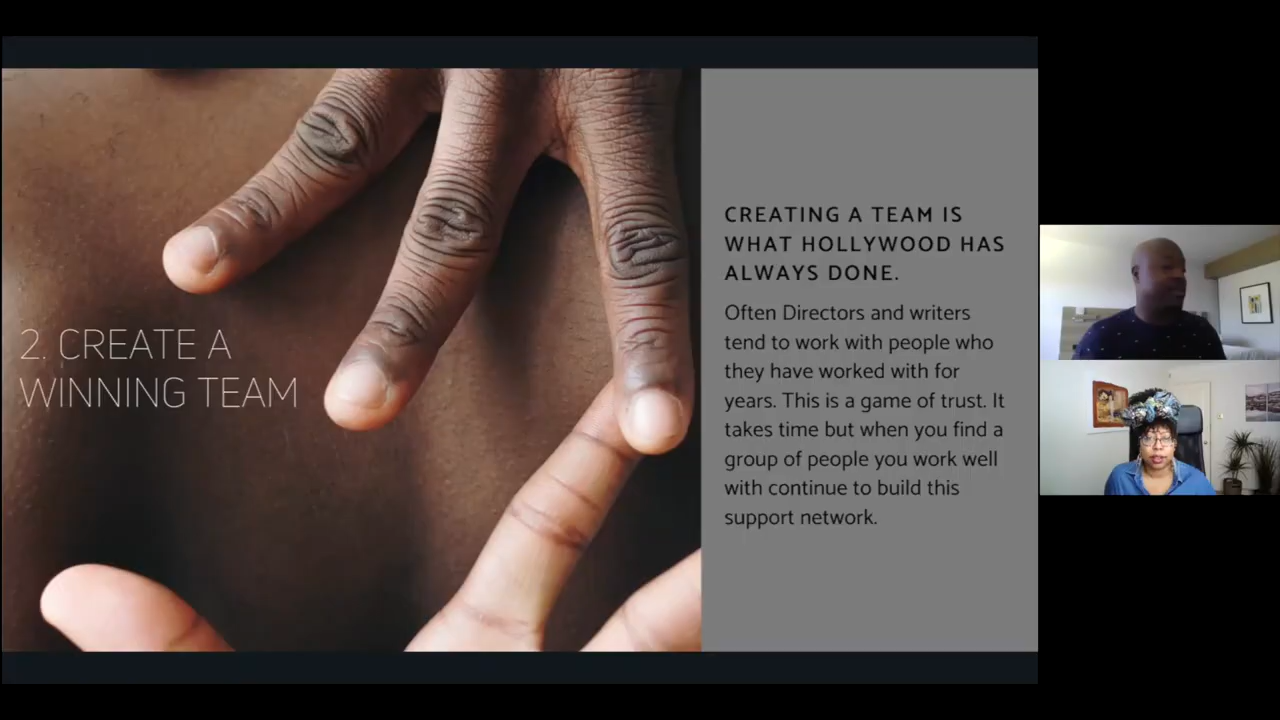 2. CREATE A
WINNING TEAM
CREATING A TEAM IS
WHAT HOLLYWOOD HAS
ALWAYS DONE.
Often Directors and writers
tend to work with people who
they have worked with for
years. This is a game of trust. It
takes time but when you find a
group of people you work well
with continue to build this
support network.